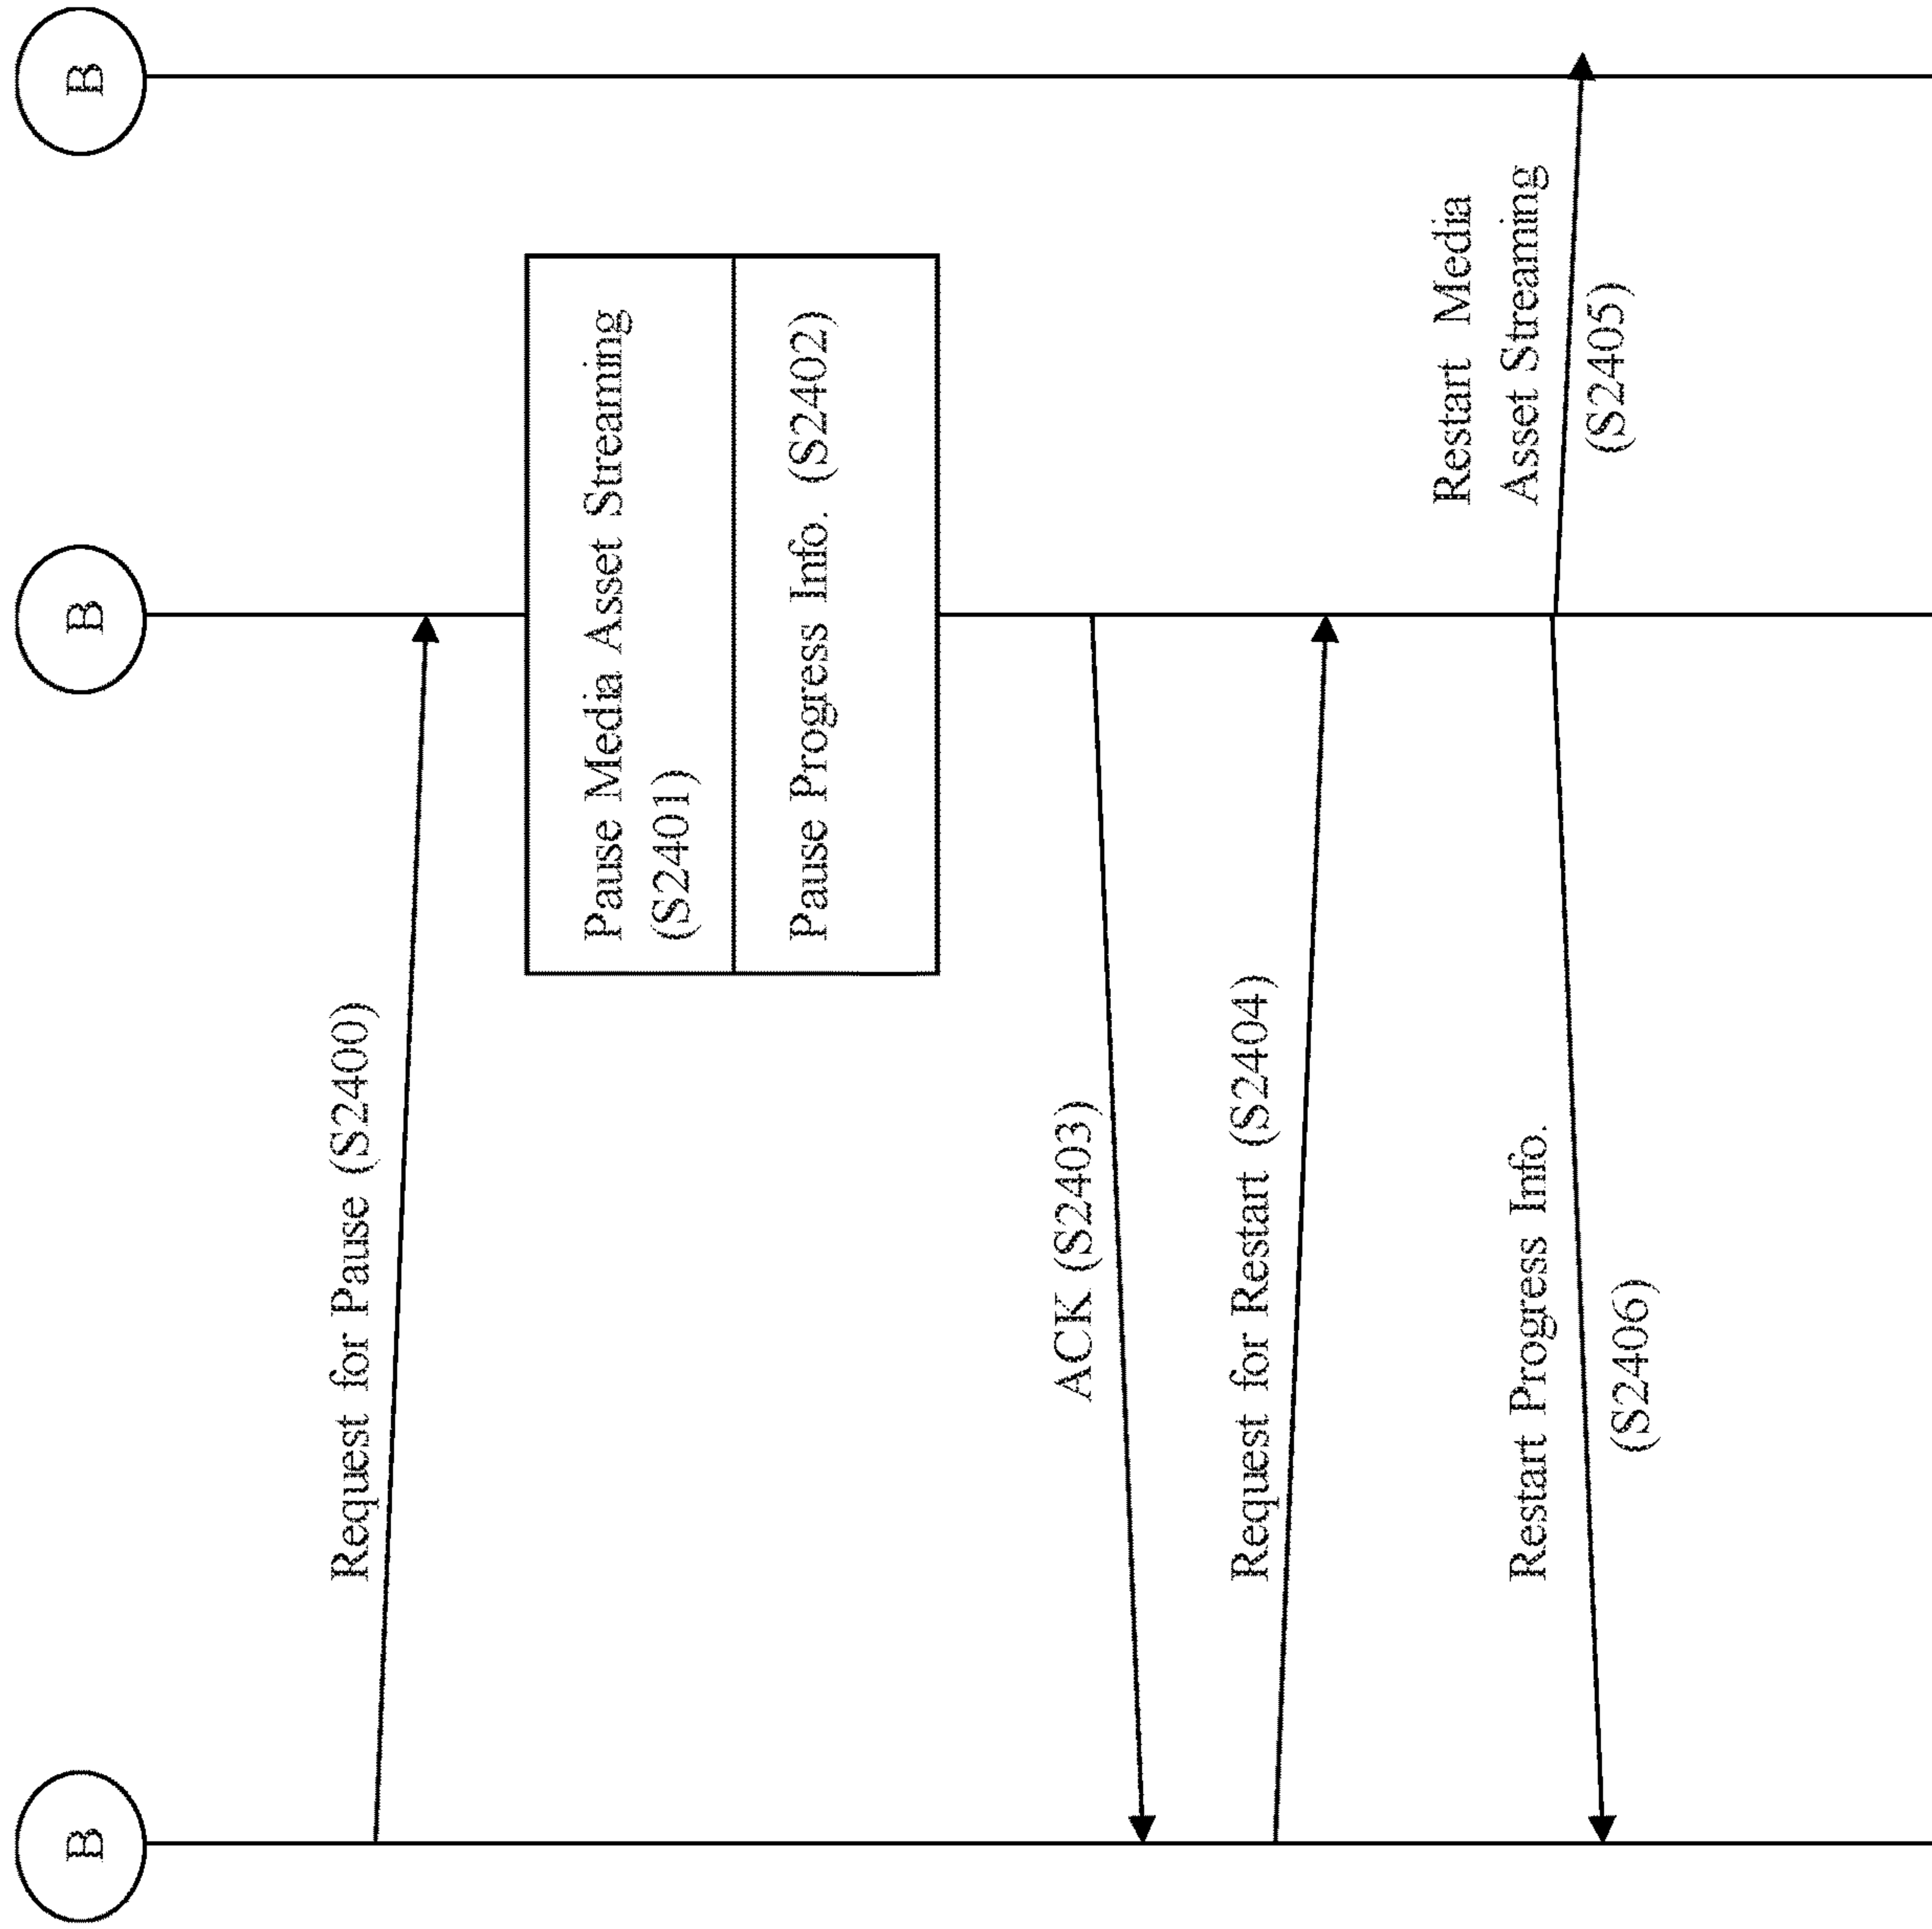 B
B
B
Request for Pause (S2400)
Pause Media Asset Streaming
(S2401)
Pause Progress Info. (S2402)
ACK (S2403)
Request for Restart (S2404)
Restart Media
Asset Streaming
(S2405)
Restart Progress Info.
(S2406)